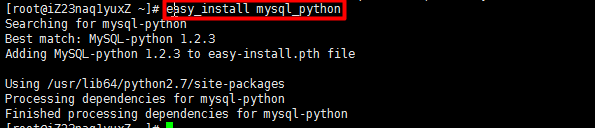 [root@iZ23naq1yuxZ ~]# easy_install mysql_python
Searching for mysql-python
Best match: MySQL-python 1.2.3
Adding MySQL-python 1.2.3 to easy-install.pth file
Using /usr/lib64/python2.7/site-packages
Processing dependencies for mysql-python
Finished processing dependencies for mysql-python
[root@iZ23naq1yuxZ ~]#